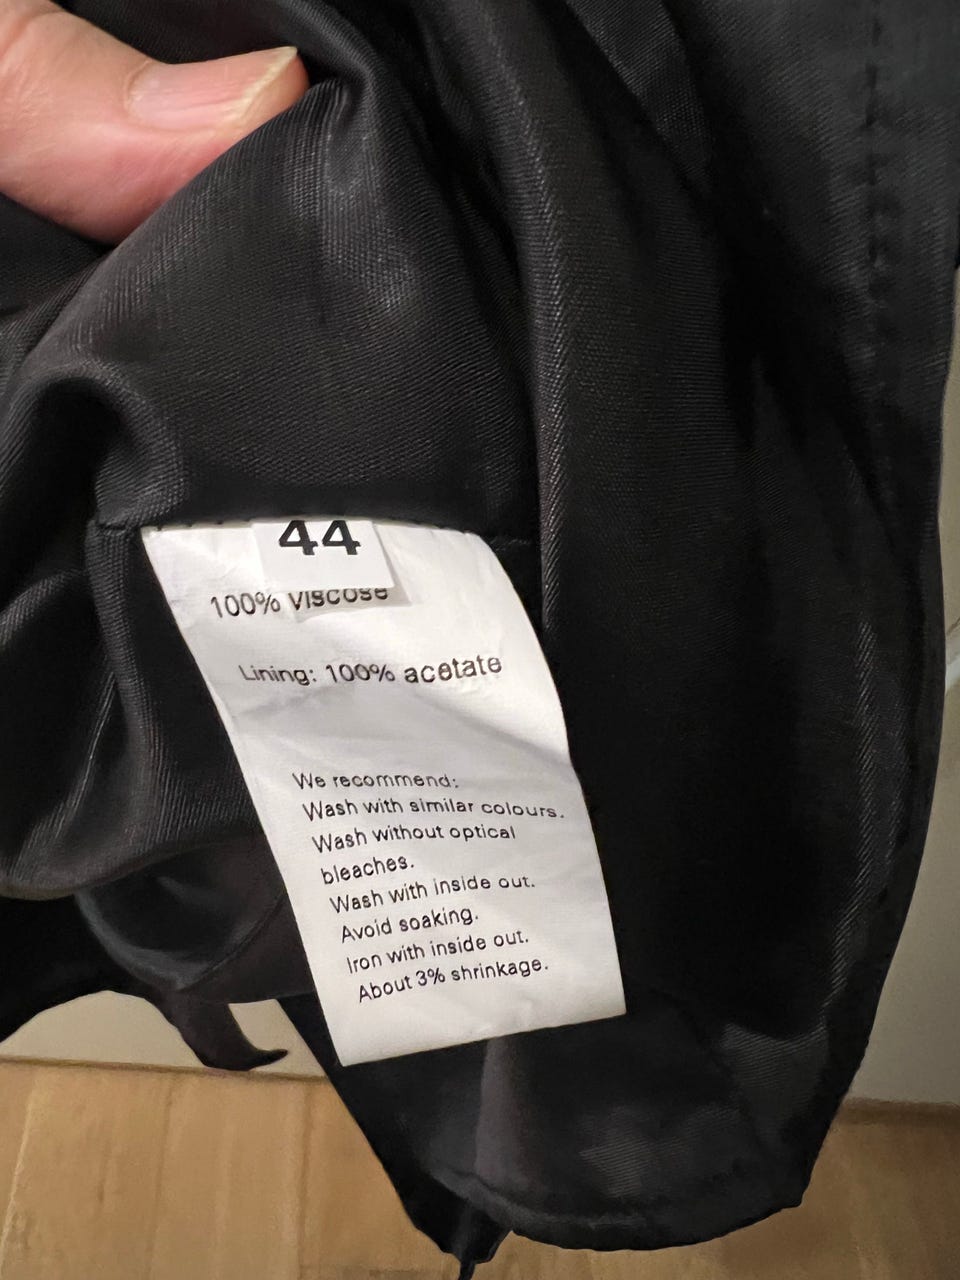 44
100% viscose
Lining: 100% acetate
We recommend:
Wash with similar colours.
Wash without optical
bleaches.
Wash with inside out.
Avoid soaking.
Iron with inside out.
About 3% shrinkage.